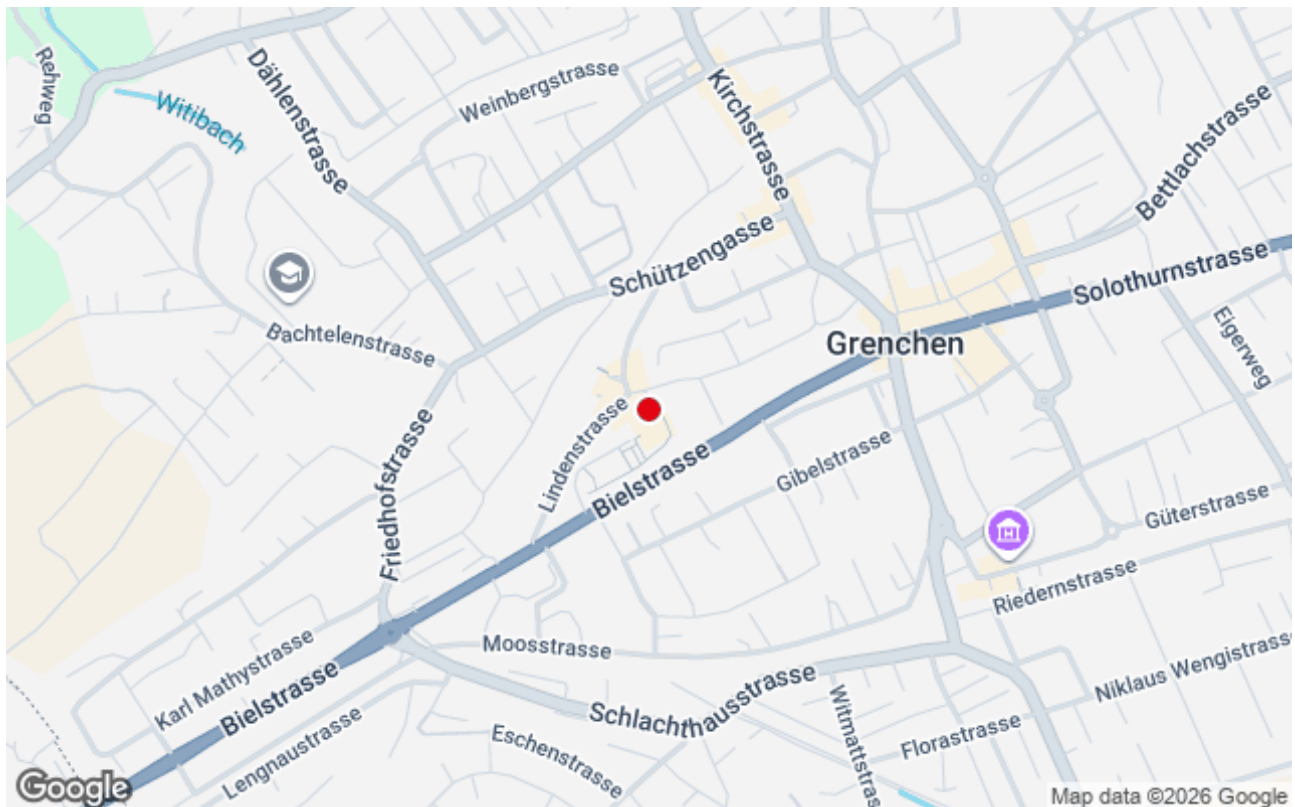 Rehweg
Witibach
Dählenstrasse
Weinbergstrasse
Kirchstrasse
Bettlachstrasse
Schützengasse
Solothurnstrasse
Bachtelenstrasse
Grenchen
Eigerweg
Lindenstrasse
Friedhofstrasse
Bielstrasse
Gibelstrasse
Güterstrasse
Riedernstrasse
Moosstrasse
Karl Mathystrasse
Bielstrasse
Schlachthausstrasse
Niklaus Wengistrasse
Witmattstras
Florastrasse
Eschenstrasse
Lengnaustrasse
Google
Map data ©2026 Google